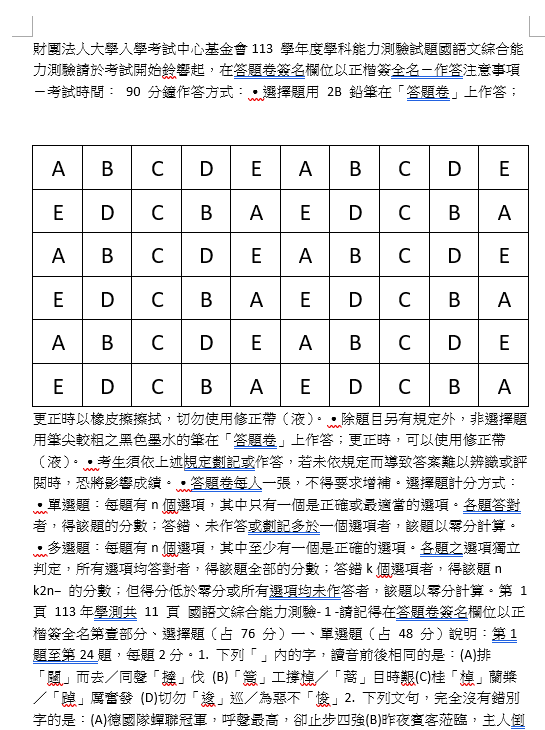 財團法人大學入學考試中心基金會 113 學年度學科能力測驗試題國語文綜合能
力測驗請於考試開始鈴響起，在答題卷簽名欄位以正楷簽全名－作答注意事項
－考試時間： 90 分鐘作答方式：•選擇題用 2B 鉛筆在「答題卷」上作答；
A B C D E A B C D E
E D C B A E D C B A
A B C D E A B C D E
E D C B A E D C B A
A B C D E A B C D E
E D C B A E D C B A
更正時以橡皮擦擦拭，切勿使用修正帶（液）。•除題目另有規定外，非選擇題
用筆尖較粗之黑色墨水的筆在「答題卷」上作答；更正時，可以使用修正帶
（液）。•考生須依上述規定劃記或作答，若未依規定而導致答案難以辨識或評
閱時，恐將影響成績。•答題卷每人一張，不得要求增補。選擇題計分方式：
•單選題：每題有 n 個選項，其中只有一個是正確或最適當的選項。各題答對
者，得該題的分數；答錯、未作答或劃記多於一個選項者，該題以零分計算。
•多選題：每題有 n 個選項，其中至少有一個是正確的選項。各題之選項獨立
判定，所有選項均答對者，得該題全部的分數；答錯 k 個選項者，得該題 n
k2n− 的分數；但得分低於零分或所有選項均未作答者，該題以零分計算。第 1
頁 113 年學測共 11 頁 國語文綜合能力測驗- 1 -請記得在答題卷簽名欄位以正
楷簽全名第壹部分、選擇題（占 76 分）一、單選題（占 48 分）說明：第 1
題至第 24 題，每題 2 分。1. 下列「 」內的字，讀音前後相同的是：(A)排
「闥」而去／同聲「撻」伐 (B)「篙」工撐棹／「蒿」目時艱(C)桂「棹」蘭槳
／「踔」厲奮發 (D)切勿「逡」巡／為惡不「悛」2. 下列文句，完全沒有錯別
字的是：(A)德國隊蟬聯冠軍，呼聲最高，卻止步四強(B)昨夜賓客蒞臨，主人倒